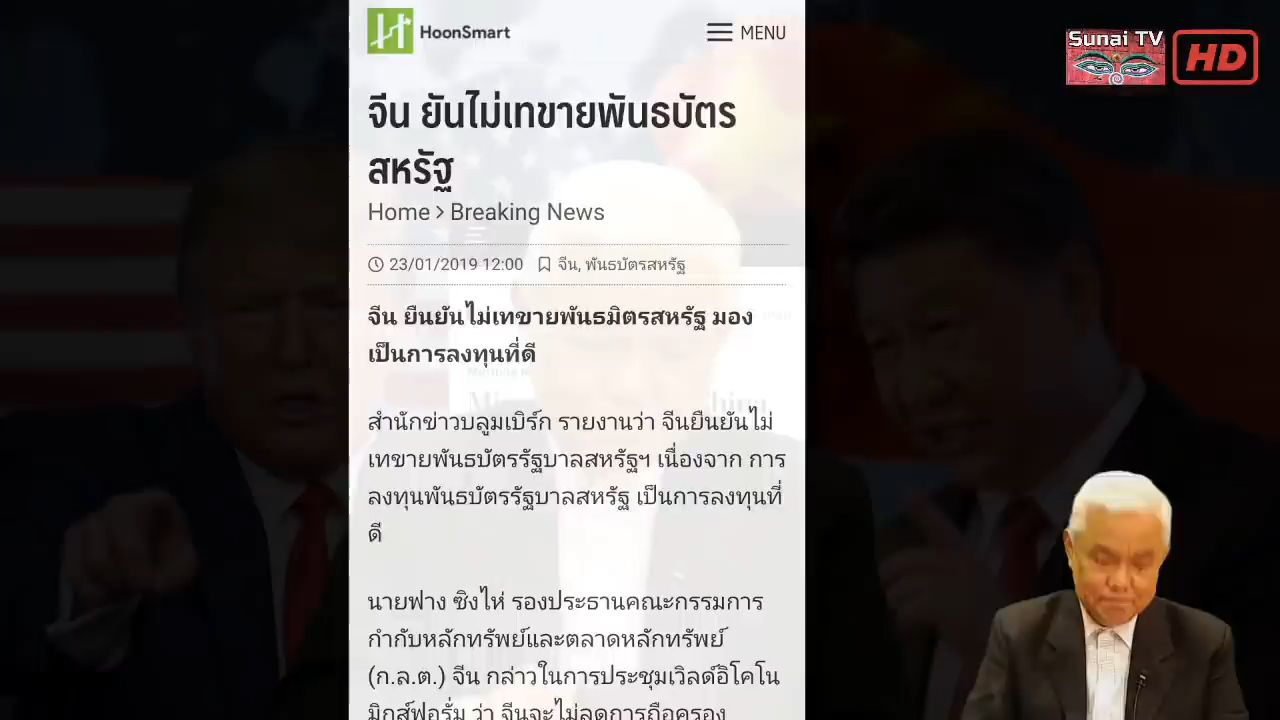 HoonSmart
MENU
Sunai TV
HD
จีน ยันไม่เทขายพันธบัตร
สหรัฐ
Home > Breaking News
23/01/2019 12:00 จีน, พันธบัตรสหรัฐ
จีน ยืนยันไม่เทขายพันธมิตรสหรัฐ มอง
เป็นการลงทุนที่ดี
สำนักข่าวบลูมเบิร์ก รายงานว่า จีนยืนยันไม่
เทขายพันธบัตรรัฐบาลสหรัฐฯ เนื่องจาก การ
ลงทุนพันธบัตรรัฐบาลสหรัฐ เป็นการลงทุนที่
ดี
นายฟาง ซิงไห่ รองประธานคณะกรรมการ
กำกับหลักทรัพย์และตลาดหลักทรัพย์
(ก.ล.ต.) จีน กล่าวในการประชุมเวิลด์อิโคโน
มิกส์ฟอรั่ม ว่า จีนจะไม่ลดการถือครอง